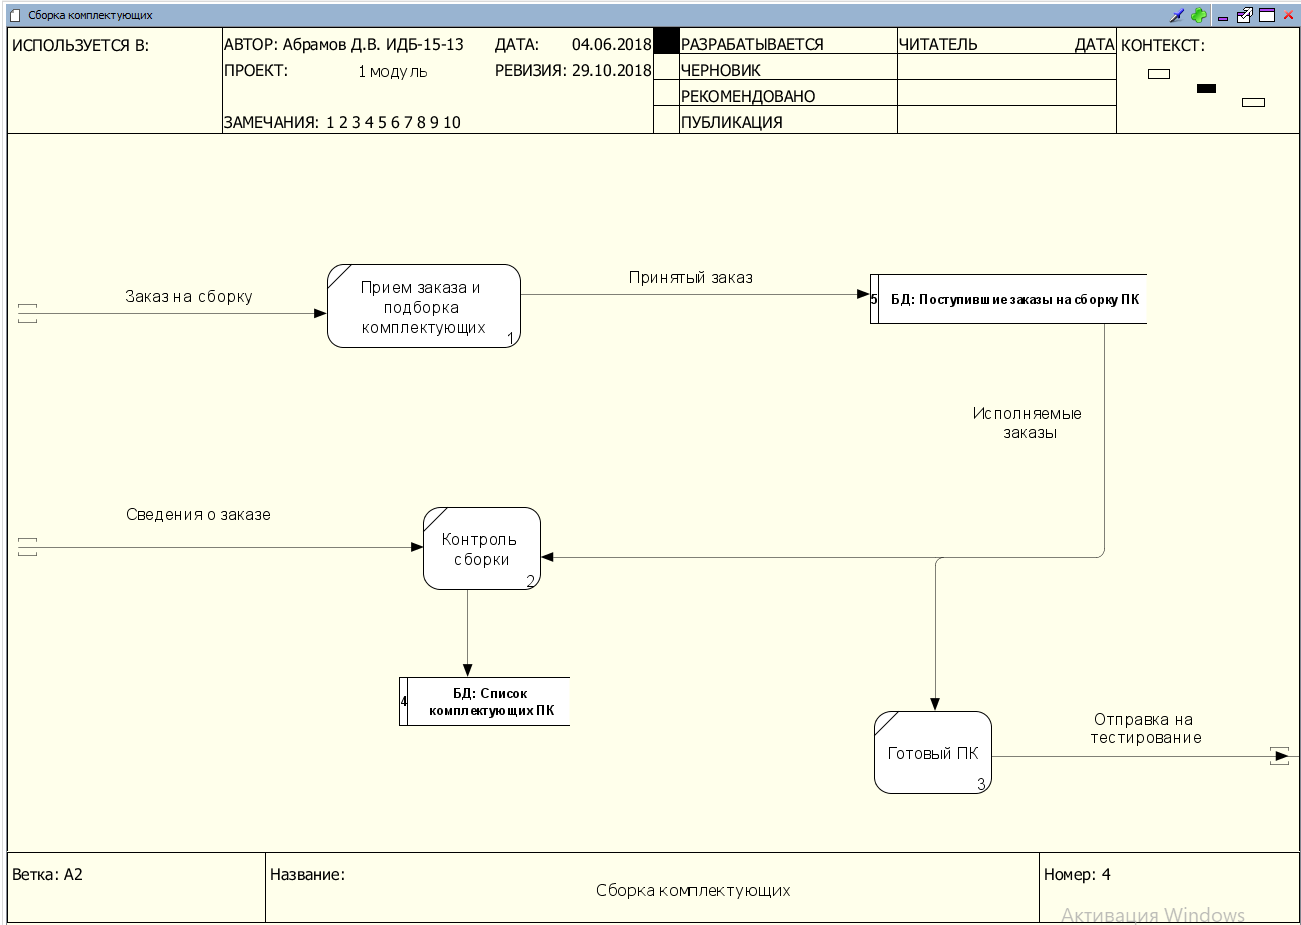 Сборка комплектующих
ИСПОЛЬЗУЕТСЯ В:
АВТОР: Абрамов Д.В. ИДБ-15-13
ДАТА: 04.06.2018
ПРОЕКТ: 1 модуль
РЕВИЗИЯ: 29.10.2018
ЗАМЕЧАНИЯ: 1 2 3 4 5 6 7 8 9 10
РАЗРАБАТЫВАЕТСЯ
ЧЕРНОВИК
РЕКОМЕНДОВАНО
ПУБЛИКАЦИЯ
ЧИТАТЕЛЬ
ДАТА
КОНТЕКСТ:
Заказ на сборку
Прием заказа и
подборка
комплектующих
1
Принятый заказ
5
БД: Поступившие заказы на сборку ПК
Исполняемые
заказы
Сведения о заказе
Контроль
сборки
2
4
БД: Список
комплектующих ПК
Готовый ПК
3
Отправка на
тестирование
Ветка: A2
Название:
Сборка комплектующих
Номер: 4
Активация Windows